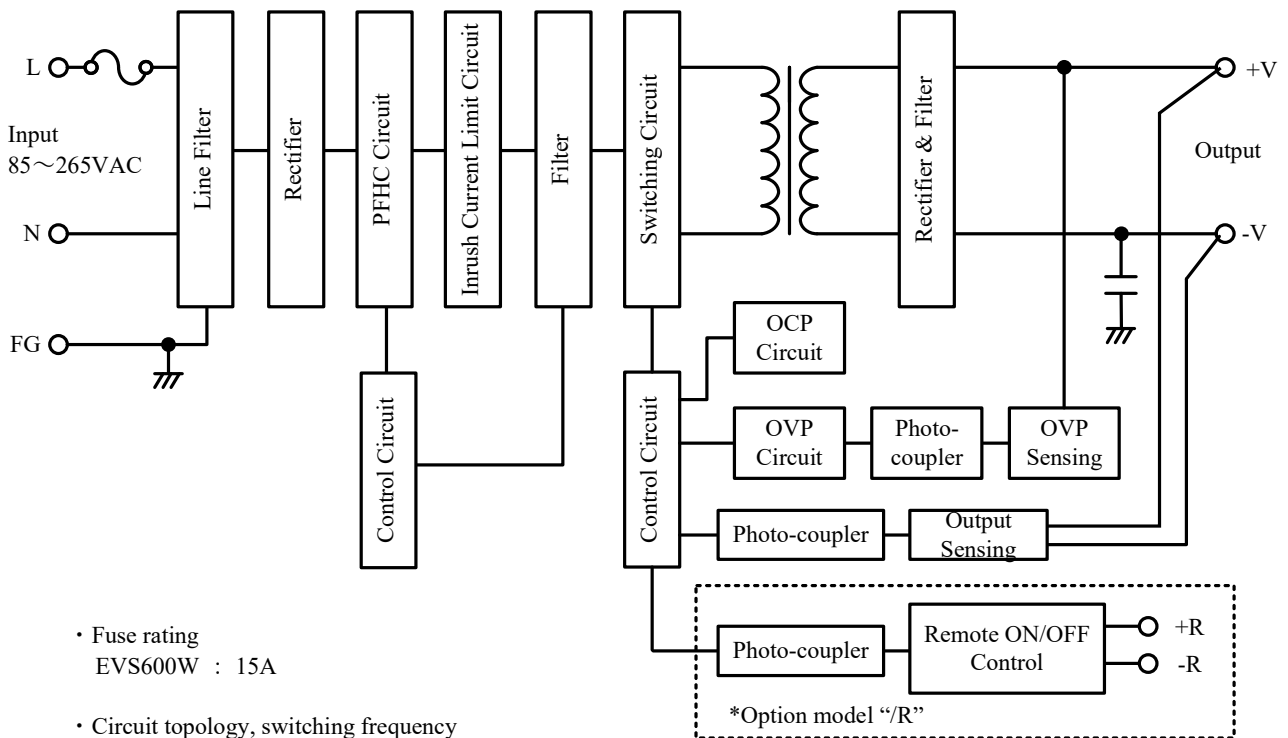 L
Input
85～265VAC
N
FG
Line Filter
Rectifier
PFHC Circuit
Inrush Current Limit Circuit
Filter
Switching Circuit
Rectifier & Filter
+V
Output
-V
Control Circuit
Control Circuit
OCP
Circuit
OVP
Circuit
Photo-
coupler
OVP
Sensing
Photo-coupler
Output
Sensing
Photo-coupler
Remote ON/OFF
Control
+R
-R
*Option model “/R”
・Fuse rating
EVS600W : 15A
・Circuit topology, switching frequency